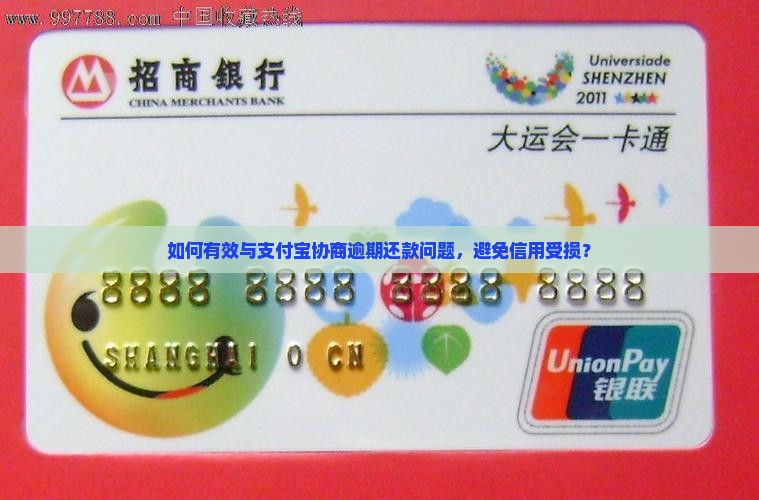 www.997788.com 中国收藏热线
招商银行
CHINA MERCHANTS BANK
Universiade
SHENZHEN
2011
大运会一卡通
如何有效与支付宝协商逾期还款问题，避免信用受损？
8888 8888 8888 8888
SHANGHAI 0 CN
UnionPay
银联